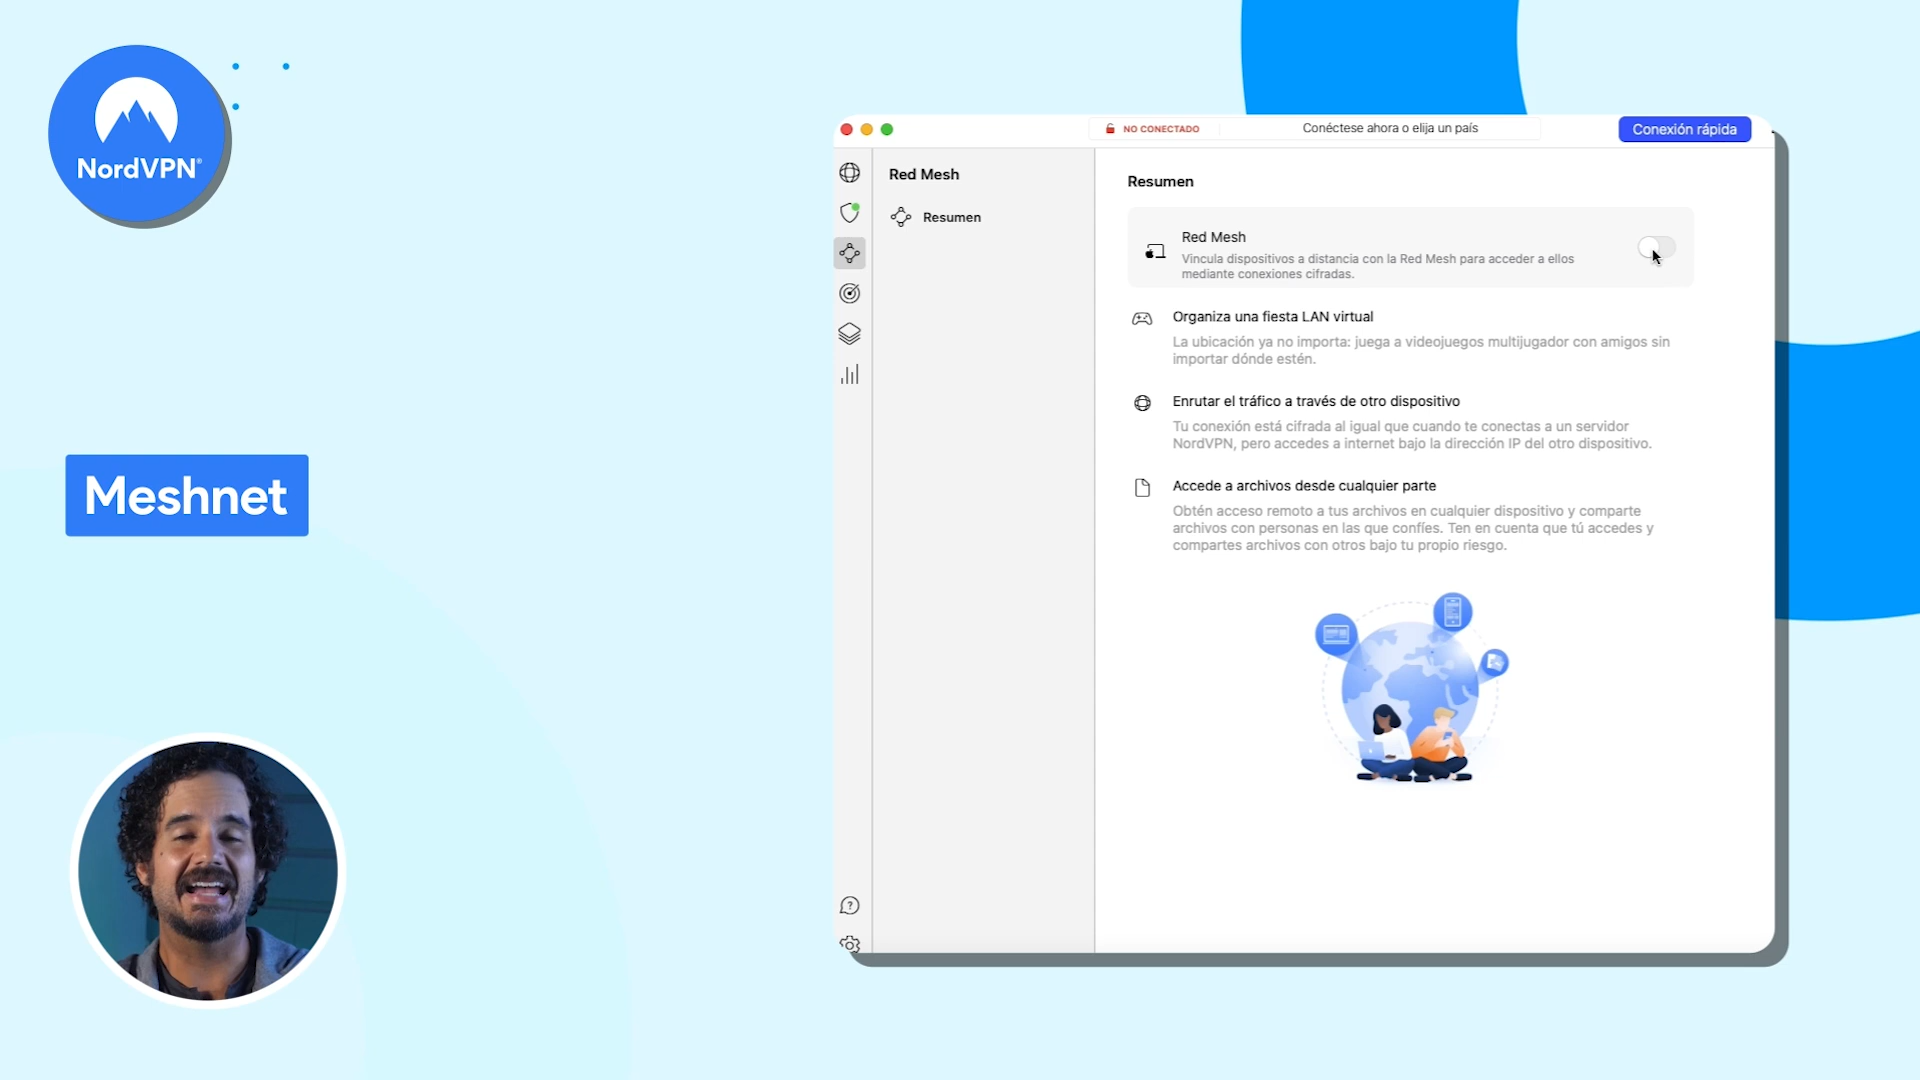 NordVPN®
Meshnet
NO CONECTADO
Conéctese ahora o elija un país
Conexión rápida
Red Mesh
Resumen
Resumen
Red Mesh
Vincula dispositivos a distancia con la Red Mesh para acceder a ellos
mediante conexiones cifradas.
Organiza una fiesta LAN virtual
La ubicación ya no importa: juega a videojuegos multijugador con amigos sin
importar dónde estén.
Enrutar el tráfico a través de otro dispositivo
Tu conexión está cifrada al igual que cuando te conectas a un servidor
NordVPN, pero accedes a internet bajo la dirección IP del otro dispositivo.
Accede a archivos desde cualquier parte
Obtén acceso remoto a tus archivos en cualquier dispositivo y comparte
archivos con personas en las que confíes. Ten en cuenta que tú accedes y
compartes archivos con otros bajo tu propio riesgo.